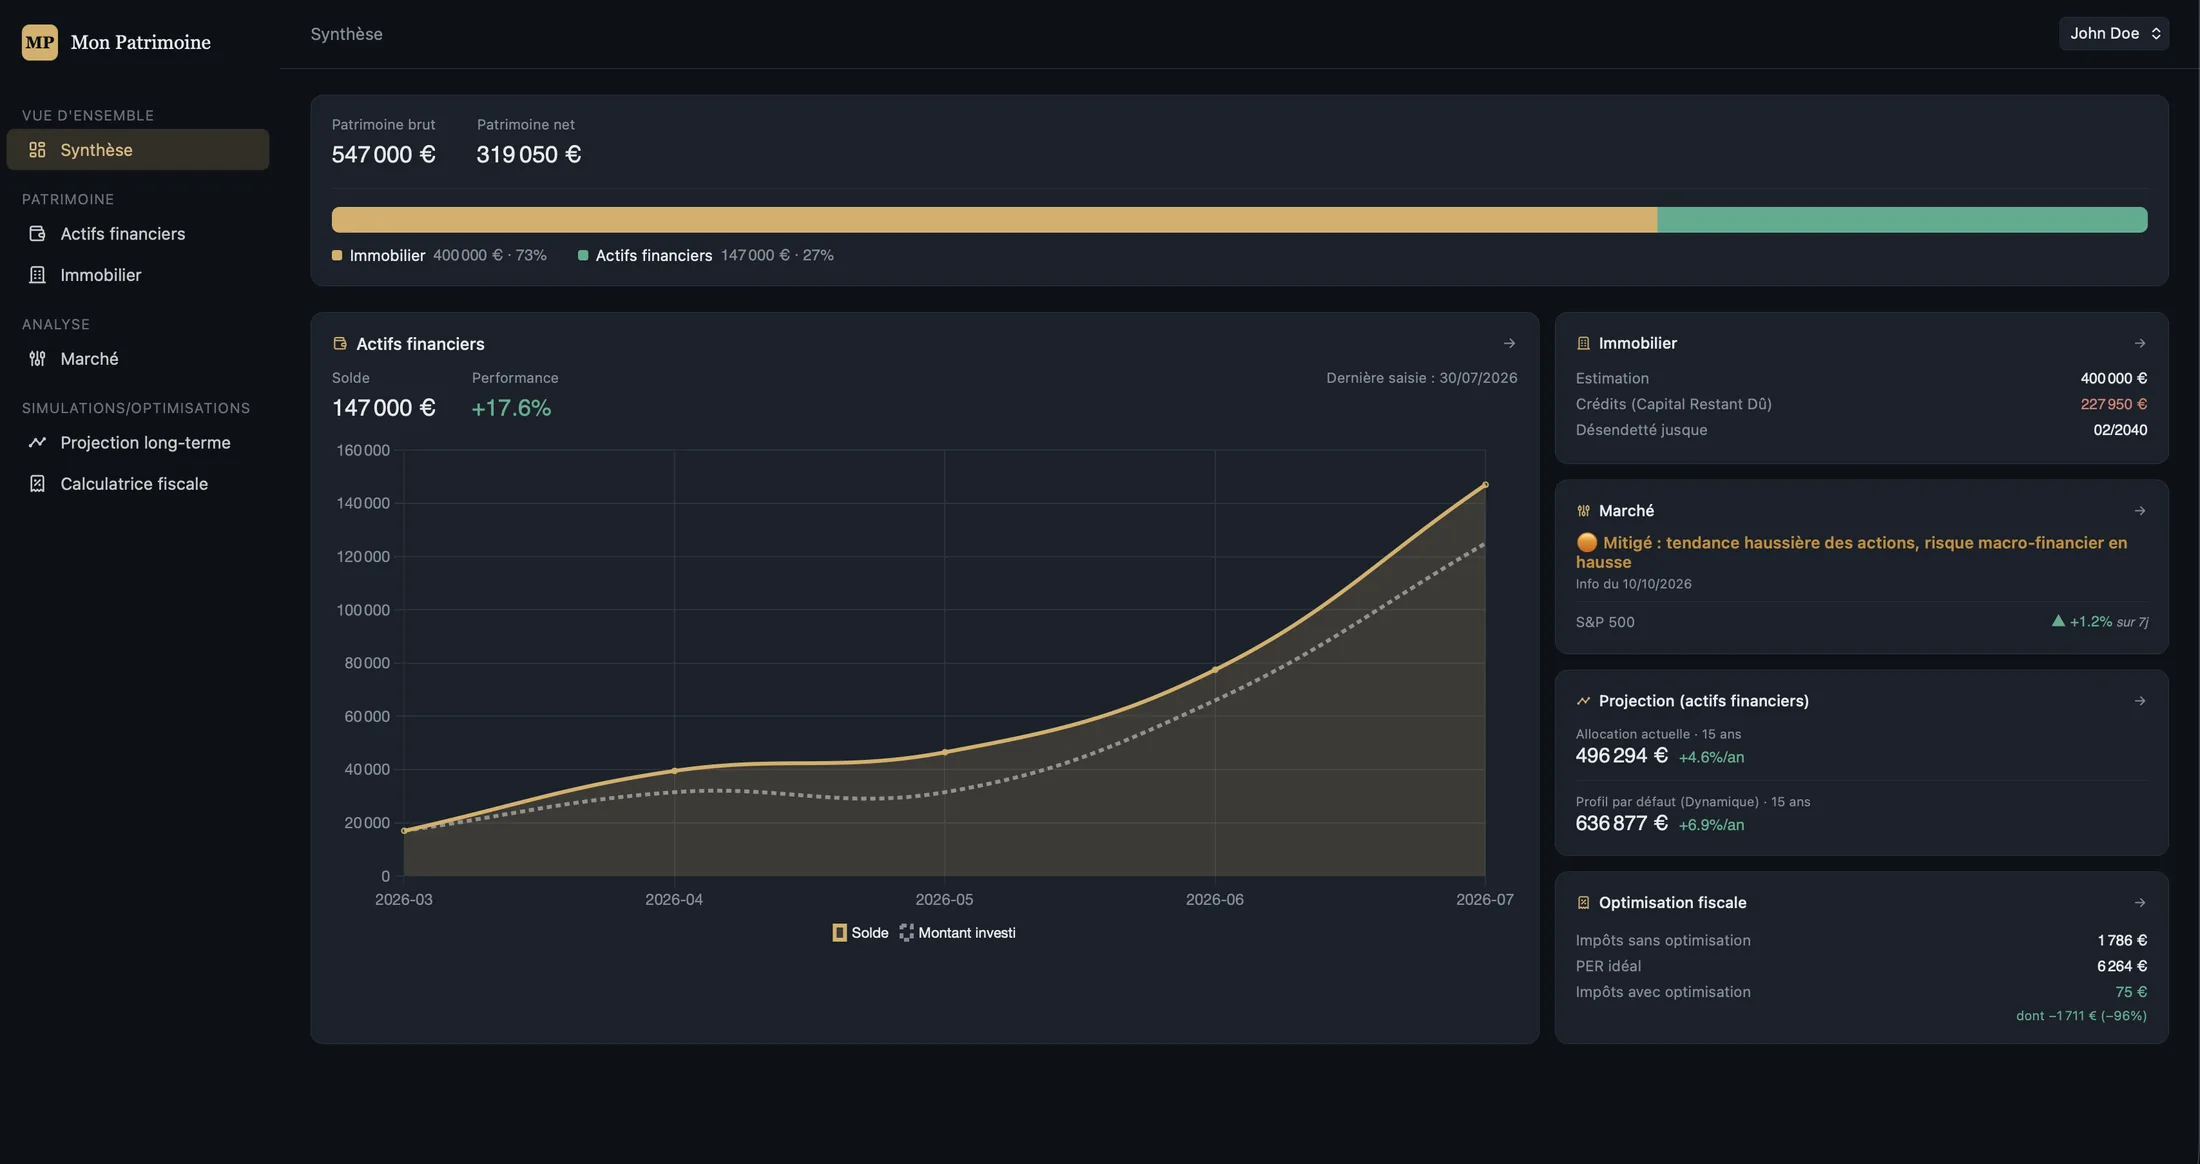 MP Mon Patrimoine
Synthèse
John Doe
VUE D'ENSEMBLE
Synthèse
PATRIMOINE
Actifs financiers
Immobilier
ANALYSE
Marché
SIMULATIONS/OPTIMISATIONS
Projection long-terme
Calculatrice fiscale
Patrimoine brut
547 000 €
Patrimoine net
319 050 €
Immobilier 400 000 € · 73%
Actifs financiers 147 000 € · 27%
Actifs financiers
Solde
147 000 €
Performance
+17.6%
Dernière saisie : 30/07/2026
160 000
140 000
120 000
100 000
80 000
60 000
40 000
20 000
0
2026-03
2026-04
2026-05
2026-06
2026-07
Solde
Montant investi
Immobilier
Estimation 400 000 €
Crédits (Capital Restant Dû) 227 950 €
Désendetté jusque 02/2040
Marché
Mitigé : tendance haussière des actions, risque macro-financier en
hausse
Info du 10/10/2026
S&P 500 ▲ +1.2% sur 7j
Projection (actifs financiers)
Allocation actuelle · 15 ans
496 294 € +4.6%/an
Profil par défaut (Dynamique) · 15 ans
636 877 € +6.9%/an
Optimisation fiscale
Impôts sans optimisation 1 786 €
PER idéal 6 264 €
Impôts avec optimisation 75 €
dont −1 711 € (−96%)